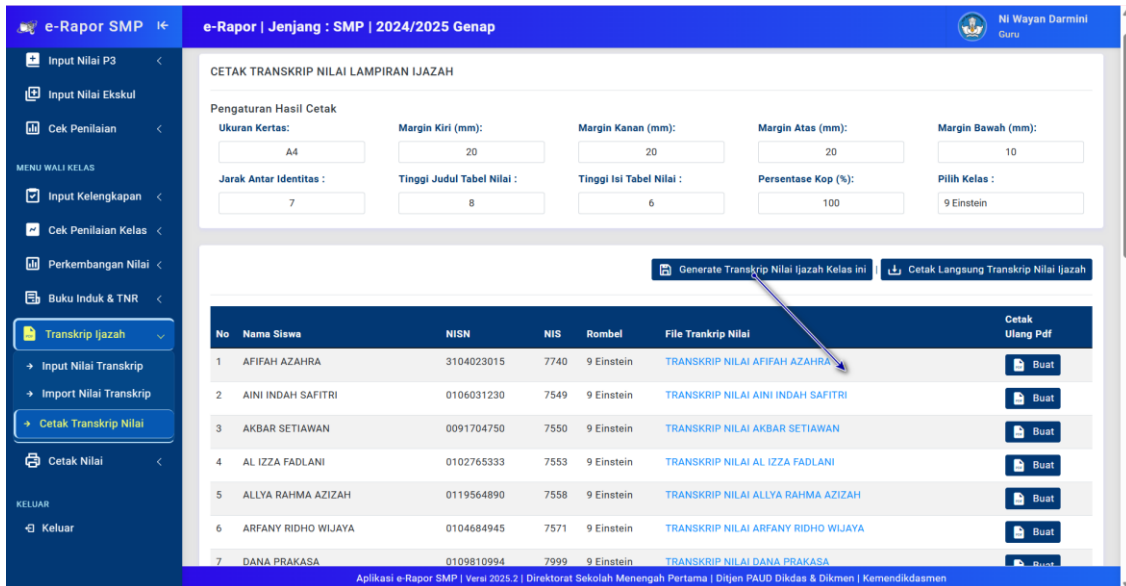 e-Rapor SMP
e-Rapor | Jenjang : SMP | 2024/2025 Genap
Ni Wayan Darmini
Guru
Input Nilai P3
Input Nilai Ekskul
Cek Penilaian
MENU WALI KELAS
Input Kelengkapan
Cek Penilaian Kelas
Perkembangan Nilai
Buku Induk & TNR
Transkrip Ijazah
Input Nilai Transkrip
Import Nilai Transkrip
Cetak Transkrip Nilai
Cetak Nilai
KELUAR
Keluar
CETAK TRANSKRIP NILAI LAMPIRAN IJAZAH
Pengaturan Hasil Cetak
Ukuran Kertas: Margin Kiri (mm): Margin Kanan (mm): Margin Atas (mm): Margin Bawah (mm):
A4 20 20 20 10
Jarak Antar Identitas : Tinggi Judul Tabel Nilai : Tinggi Isi Tabel Nilai : Persentase Kop (%): Pilih Kelas :
7 8 6 100 9 Einstein
Generate Transkrip Nilai Ijazah Kelas ini | Cetak Langsung Transkrip Nilai Ijazah
No Nama Siswa NISN NIS Rombel File Trankrip Nilai Cetak Ulang Pdf
1 AFIFAH AZAHRA 3104023015 7740 9 Einstein TRANSKRIP NILAI AFIFAH AZAHRA Buat
2 AINI INDAH SAFITRI 0106031230 7549 9 Einstein TRANSKRIP NILAI AINI INDAH SAFITRI Buat
3 AKBAR SETIAWAN 0091704750 7550 9 Einstein TRANSKRIP NILAI AKBAR SETIAWAN Buat
4 AL IZZA FADLANI 0102765333 7553 9 Einstein TRANSKRIP NILAI AL IZZA FADLANI Buat
5 ALLYA RAHMA AZIZAH 0119564890 7558 9 Einstein TRANSKRIP NILAI ALLYA RAHMA AZIZAH Buat
6 ARFANY RIDHO WIJAYA 0104684945 7571 9 Einstein TRANSKRIP NILAI ARFANY RIDHO WIJAYA Buat
7 DANA PRAKASA 0109810994 7999 9 Einstein TRANSKRIP NILAI DANA PRAKASA Buat
Aplikasi e-Rapor SMP | Versi 2025.2 | Direktorat Sekolah Menengah Pertama | Ditjen PAUD Dikdas & Dikmen | Kemendikdasmen